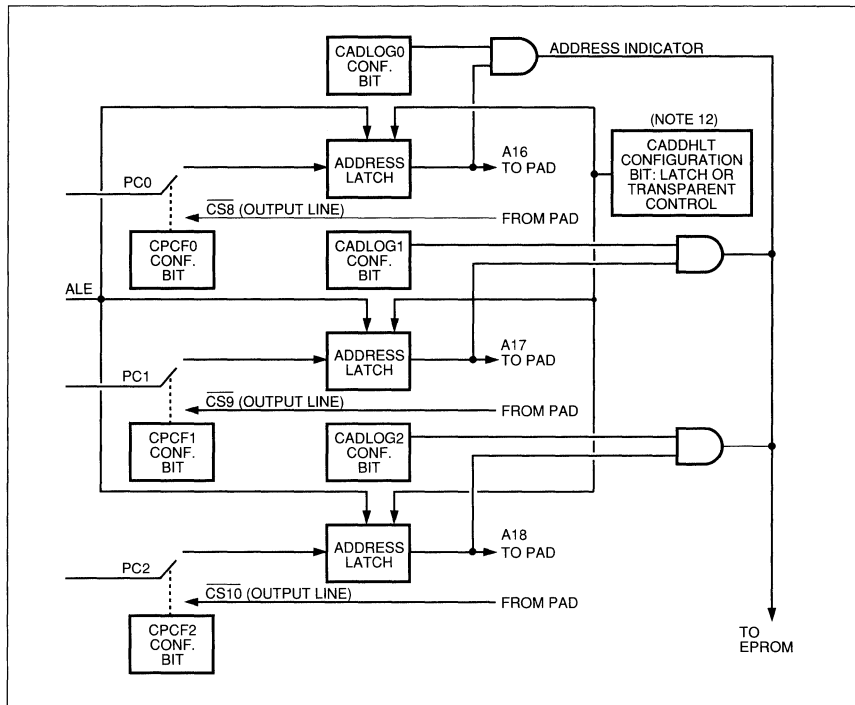 CADLOG0
CONF.
BIT
ADDRESS INDICATOR
(NOTE 12)
CADDHLT
CONFIGURATION
BIT: LATCH OR
TRANSPARENT
CONTROL
ADDRESS
LATCH
A16
TO PAD
PC0
CS8 (OUTPUT LINE)
FROM PAD
CPCF0
CONF.
BIT
CADLOG1
CONF.
BIT
ALE
ADDRESS
LATCH
A17
TO PAD
PC1
CS9 (OUTPUT LINE)
FROM PAD
CPCF1
CONF.
BIT
CADLOG2
CONF.
BIT
ADDRESS
LATCH
A18
TO PAD
PC2
CS10 (OUTPUT LINE)
FROM PAD
CPCF2
CONF.
BIT
TO
EPROM